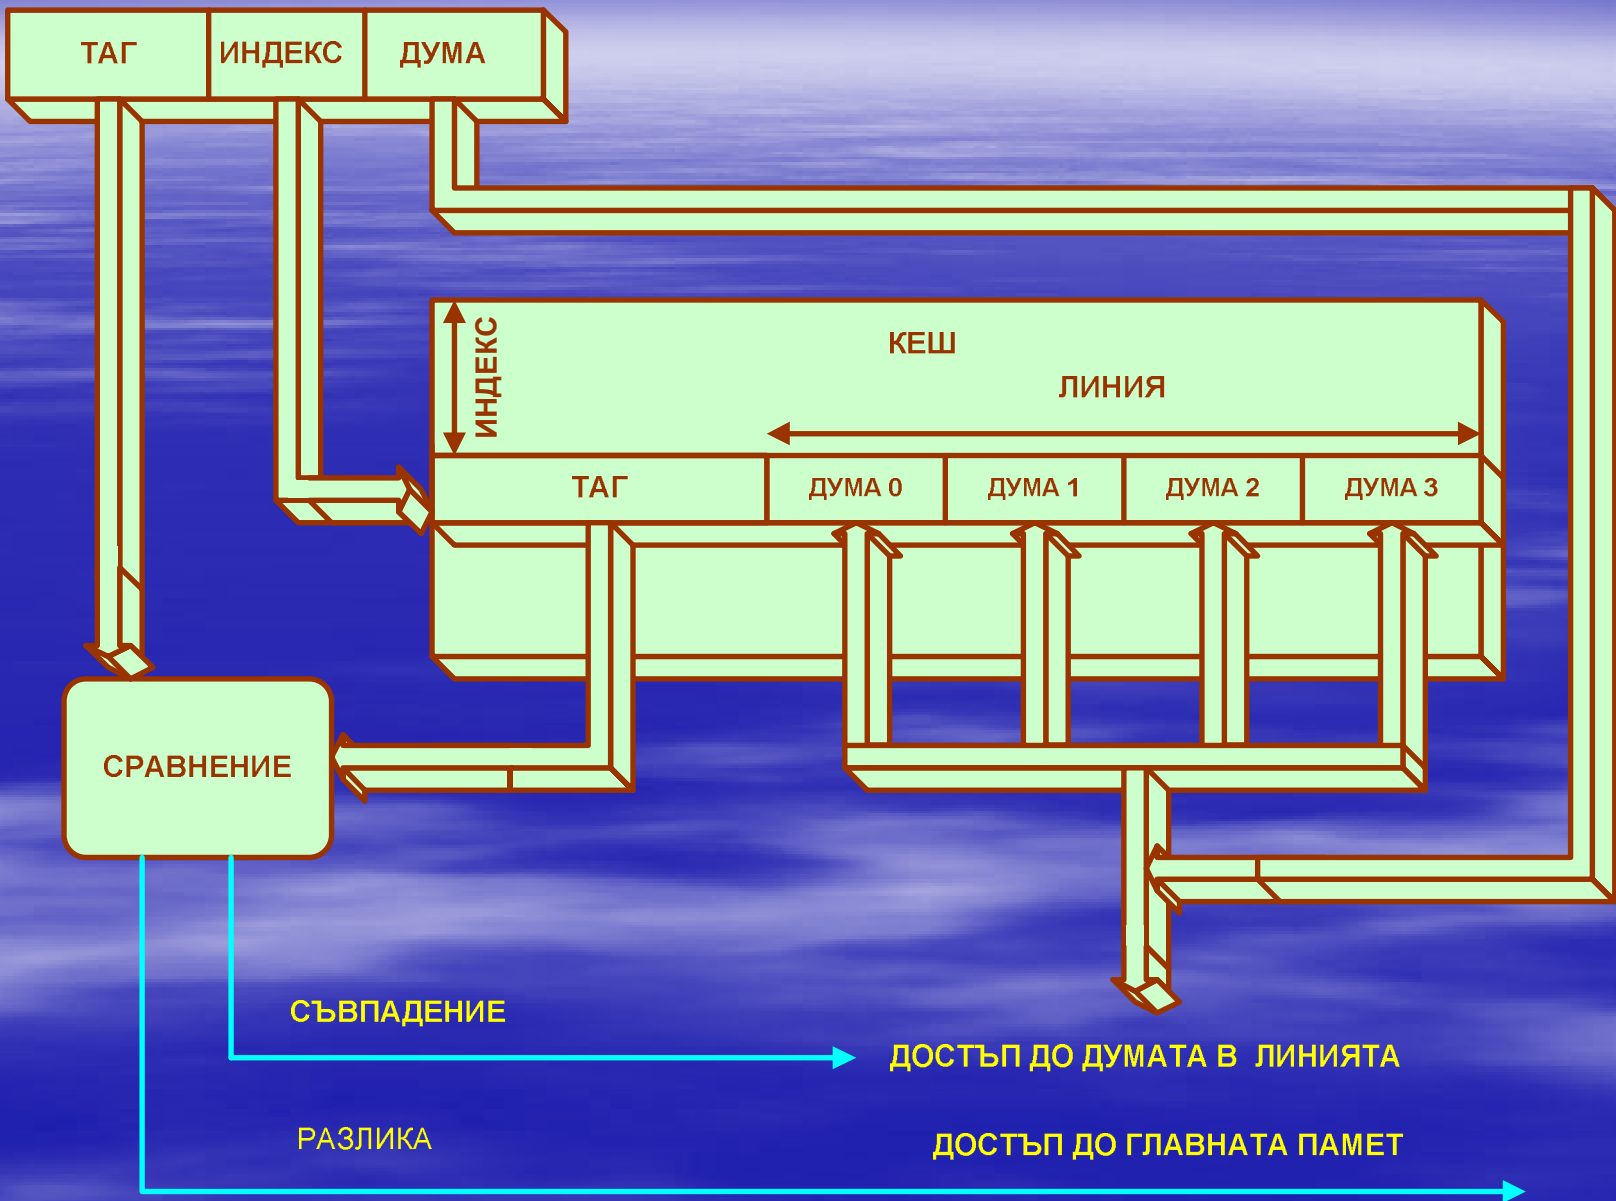 ТАГ ИНДЕКС ДУМА
ИНДЕКС
КЕШ
ЛИНИЯ
ТАГ ДУМА 0 ДУМА 1 ДУМА 2 ДУМА 3
СРАВНЕНИЕ
СЪВПАДЕНИЕ
ДОСТЪП ДО ДУМАТА В ЛИНИЯТА
РАЗЛИКА
ДОСТЪП ДО ГЛАВНАТА ПАМЕТ